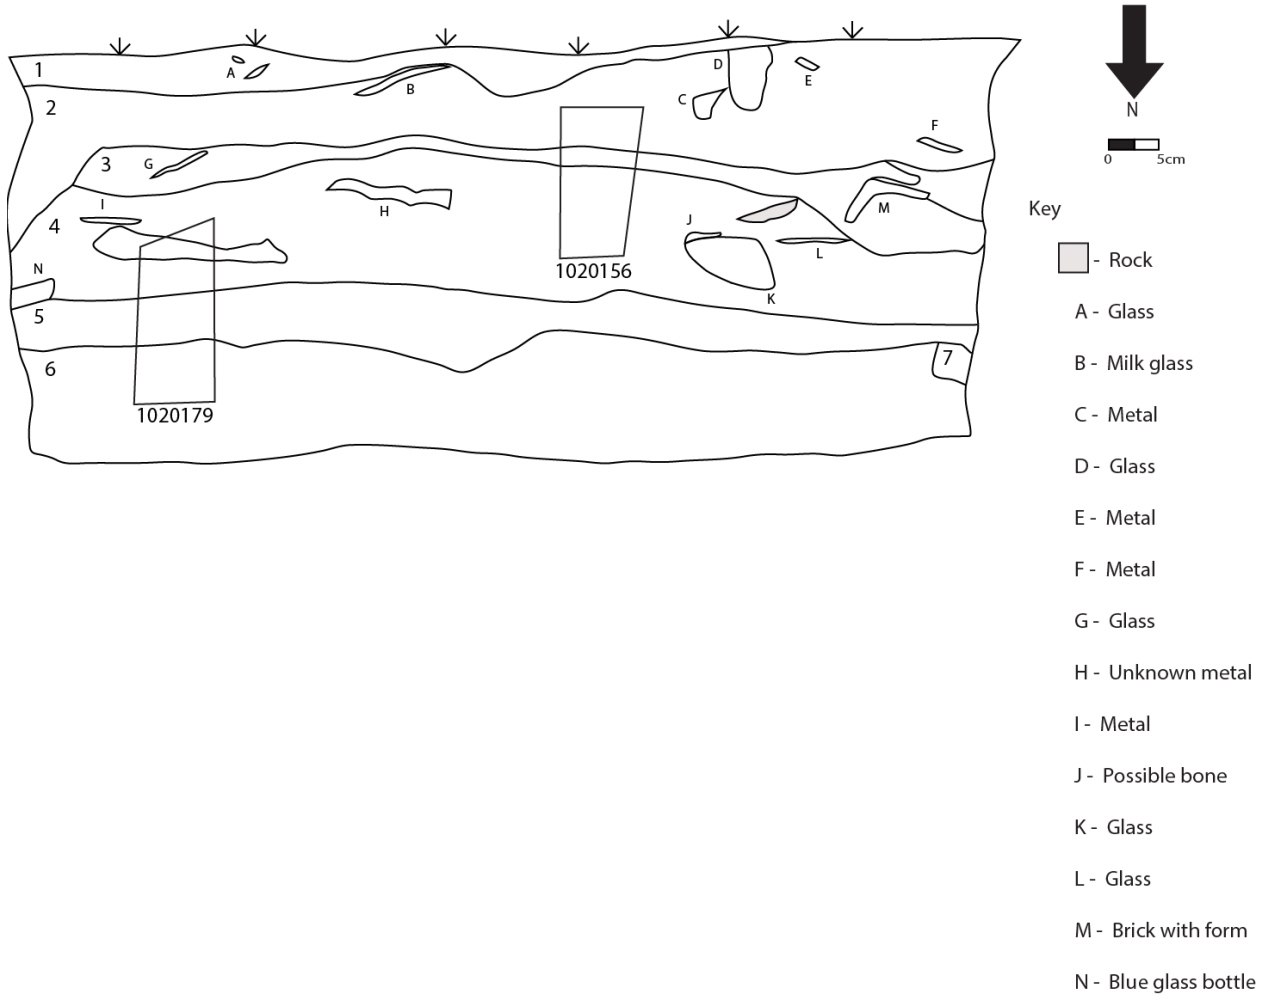 1
2
3
4
5
6
7
A
B
C
D
E
F
G
H
I
J
K
L
M
N
1020156
1020179
N
0 5cm
Key
- Rock
A - Glass
B - Milk glass
C - Metal
D - Glass
E - Metal
F - Metal
G - Glass
H - Unknown metal
I - Metal
J - Possible bone
K - Glass
L - Glass
M - Brick with form
N - Blue glass bottle